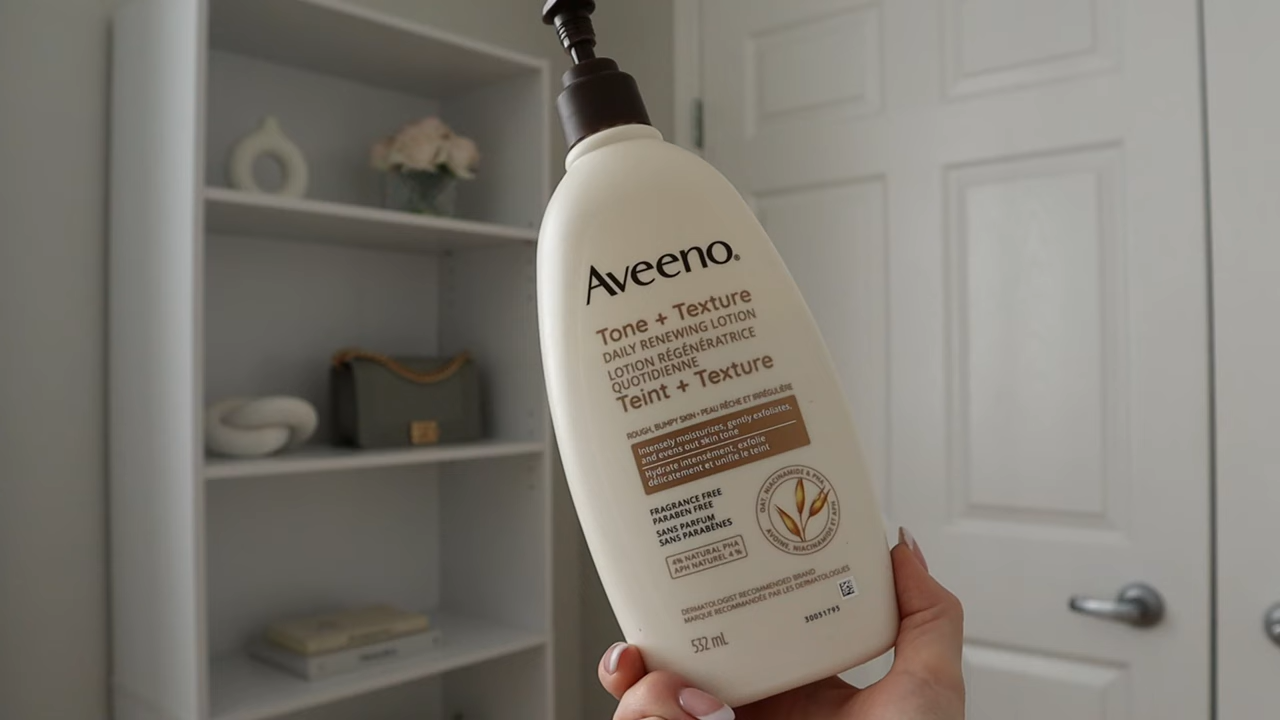 Aveeno®
Tone + Texture
DAILY RENEWING LOTION
LOTION RÉGÉNÉRATRICE
QUOTIDIENNE
Teint + Texture
ROUGH, BUMPY SKIN • PEAU RÊCHE ET IRRÉGULIÈRE
Intensely moisturizes, gently exfoliates,
and evens out skin tone
Hydrate intensément, exfolie
délicatement et unifie le teint
FRAGRANCE FREE
PARABEN FREE
SANS PARFUM
SANS PARABÈNES
OAT, NIACINAMIDE & PHA
AVOINE, NIACINAMIDE ET APH
4% NATURAL PHA
APH NATUREL 4 %
DERMATOLOGIST RECOMMENDED BRAND
MARQUE RECOMMANDÉE PAR LES DERMATOLOGUES
30051795
532 mL